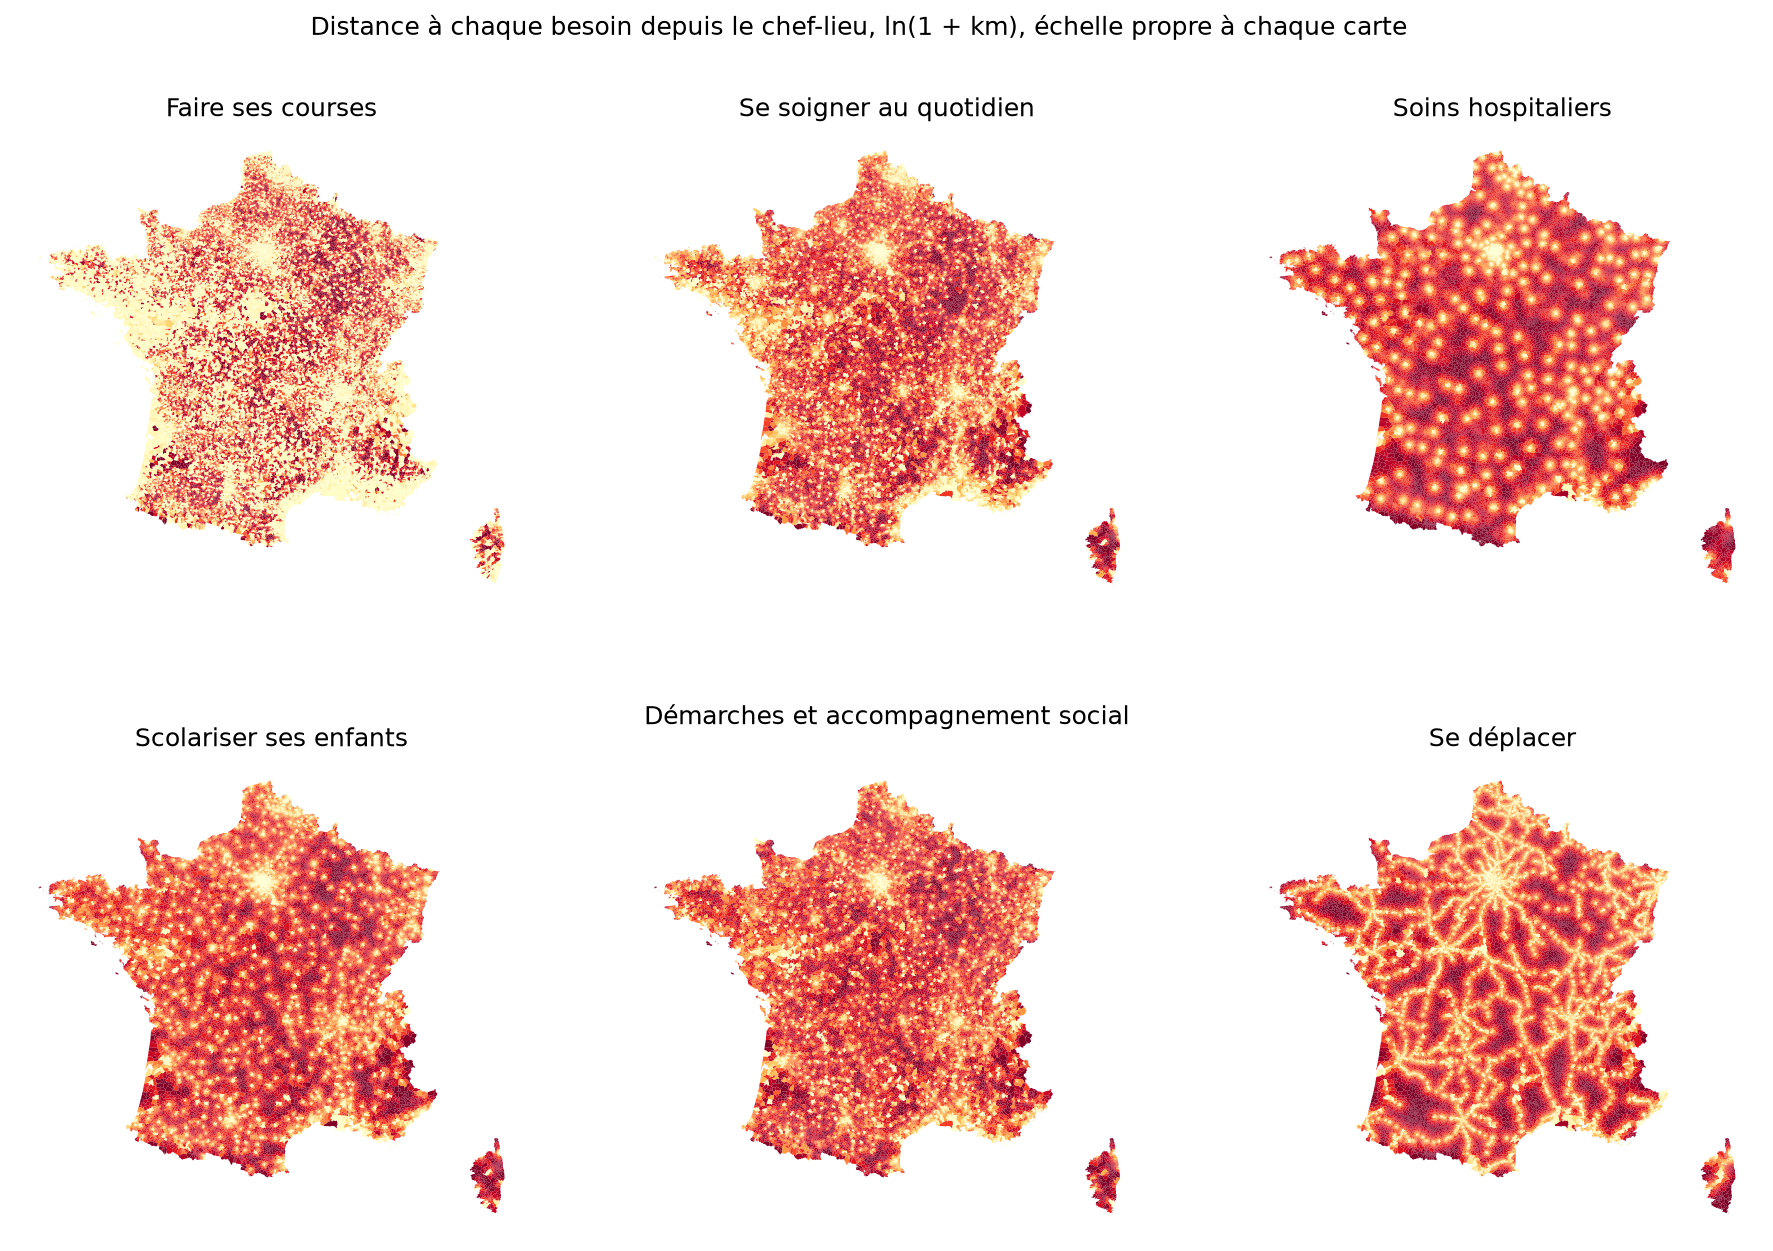 Distance à chaque besoin depuis le chef-lieu, ln(1 + km), échelle propre à chaque carte
Faire ses courses
Se soigner au quotidien
Soins hospitaliers
Scolariser ses enfants
Démarches et accompagnement social
Se déplacer